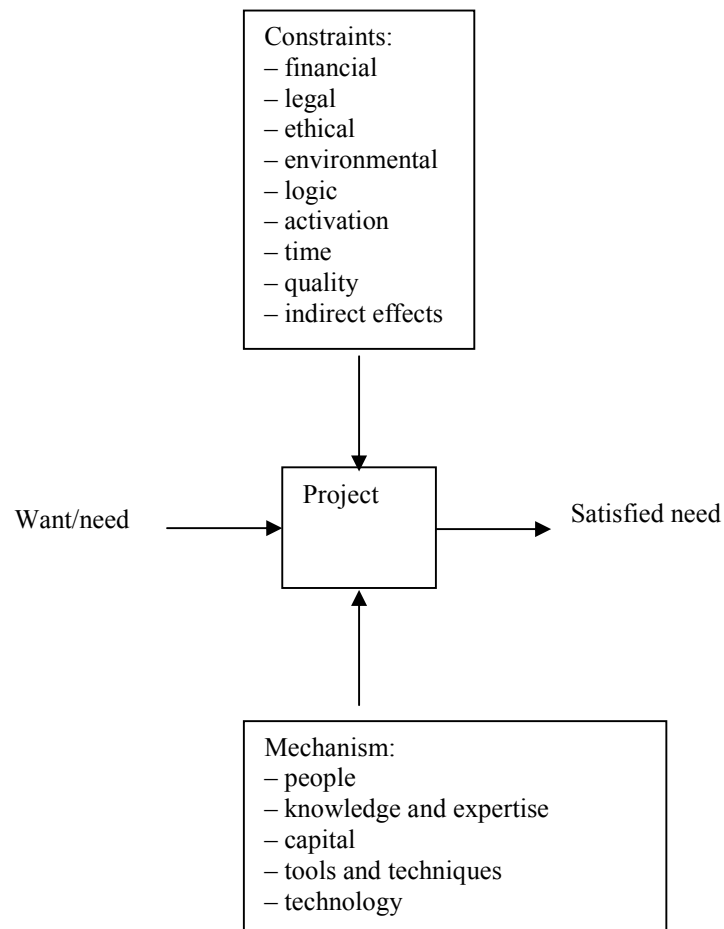 Constraints:
– financial
– legal
– ethical
– environmental
– logic
– activation
– time
– quality
– indirect effects
Project
Want/need
Satisfied need
Mechanism:
– people
– knowledge and expertise
– capital
– tools and techniques
– technology